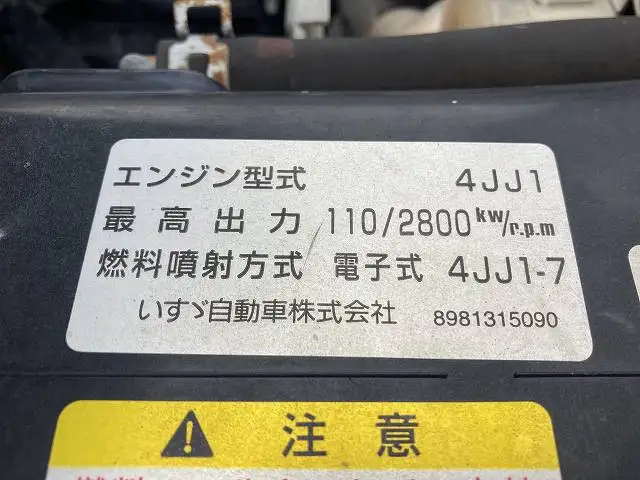 エンジン型式 4JJ1
最高出力 110/2800 kw/r.p.m
燃料噴射方式 電子式 4JJ1-7
いすゞ自動車株式会社 8981315090
⚠ 注意